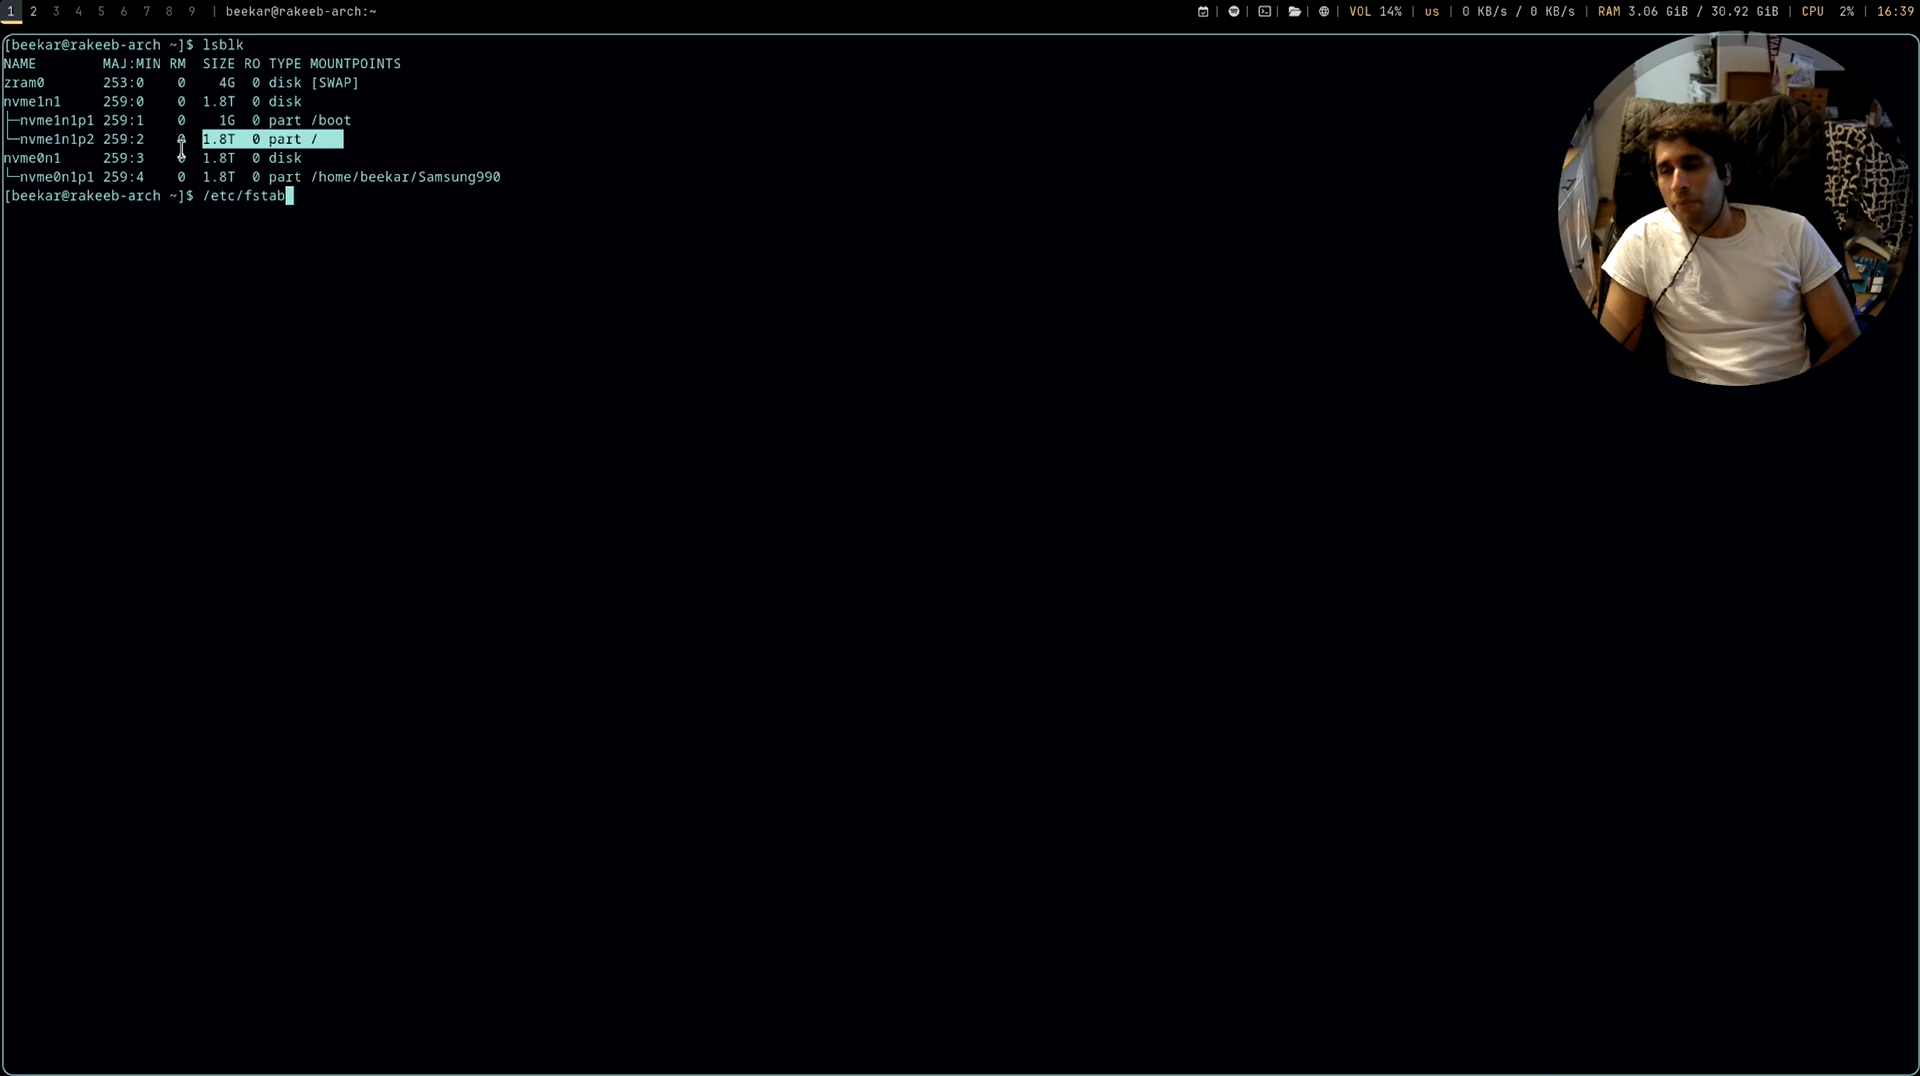 1 2 3 4 5 6 7 8 9 | beekar@rakeeb-arch:~ | | | | | VOL 14% | us | 0 KB/s / 0 KB/s | RAM 3.06 GiB / 30.92 GiB | CPU 2% | 16:39
[beekar@rakeeb-arch ~]$ lsblk
NAME MAJ:MIN RM SIZE RO TYPE MOUNTPOINTS
zram0 253:0 0 4G 0 disk [SWAP]
nvme1n1 259:0 0 1.8T 0 disk
├─nvme1n1p1 259:1 0 1G 0 part /boot
└─nvme1n1p2 259:2 0 1.8T 0 part /
nvme0n1 259:3 0 1.8T 0 disk
└─nvme0n1p1 259:4 0 1.8T 0 part /home/beekar/Samsung990
[beekar@rakeeb-arch ~]$ /etc/fstab